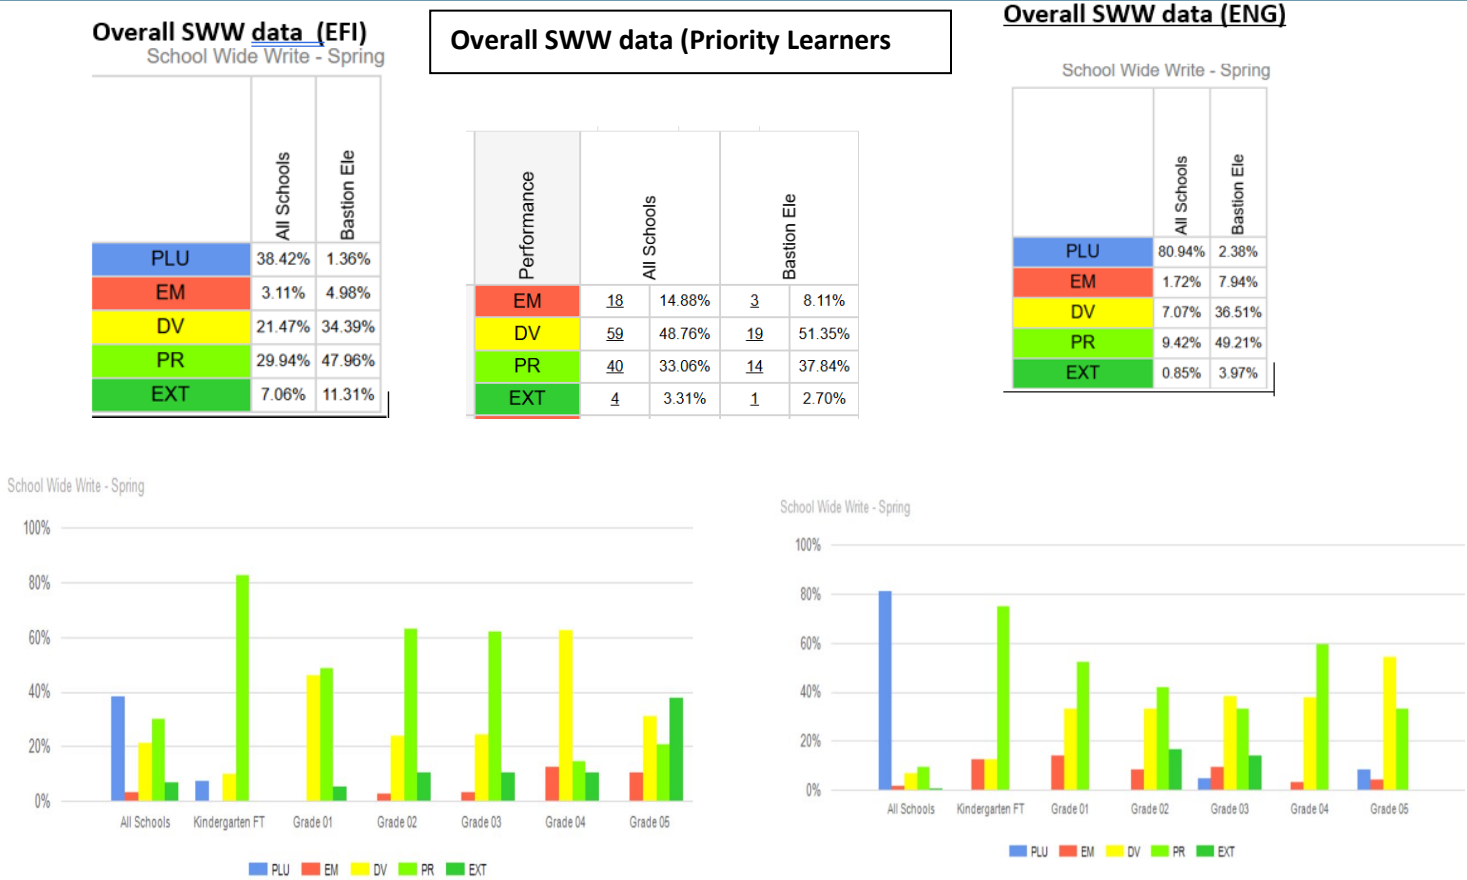 Overall SWW data (EFI)
School Wide Write - Spring
All Schools
Bastion Ele
PLU 38.42% 1.36%
EM 3.11% 4.98%
DV 21.47% 34.39%
PR 29.94% 47.96%
EXT 7.06% 11.31%
Overall SWW data (Priority Learners
Performance
All Schools
Bastion Ele
EM 18 14.88% 3 8.11%
DV 59 48.76% 19 51.35%
PR 40 33.06% 14 37.84%
EXT 4 3.31% 1 2.70%
Overall SWW data (ENG)
School Wide Write - Spring
All Schools
Bastion Ele
PLU 80.94% 2.38%
EM 1.72% 7.94%
DV 7.07% 36.51%
PR 9.42% 49.21%
EXT 0.85% 3.97%
School Wide Write - Spring
100%
80%
60%
40%
20%
0%
All Schools Kindergarten FT Grade 01 Grade 02 Grade 03 Grade 04 Grade 05
PLU EM DV PR EXT
School Wide Write - Spring
100%
80%
60%
40%
20%
0%
All Schools Kindergarten FT Grade 01 Grade 02 Grade 03 Grade 04 Grade 05
PLU EM DV PR EXT